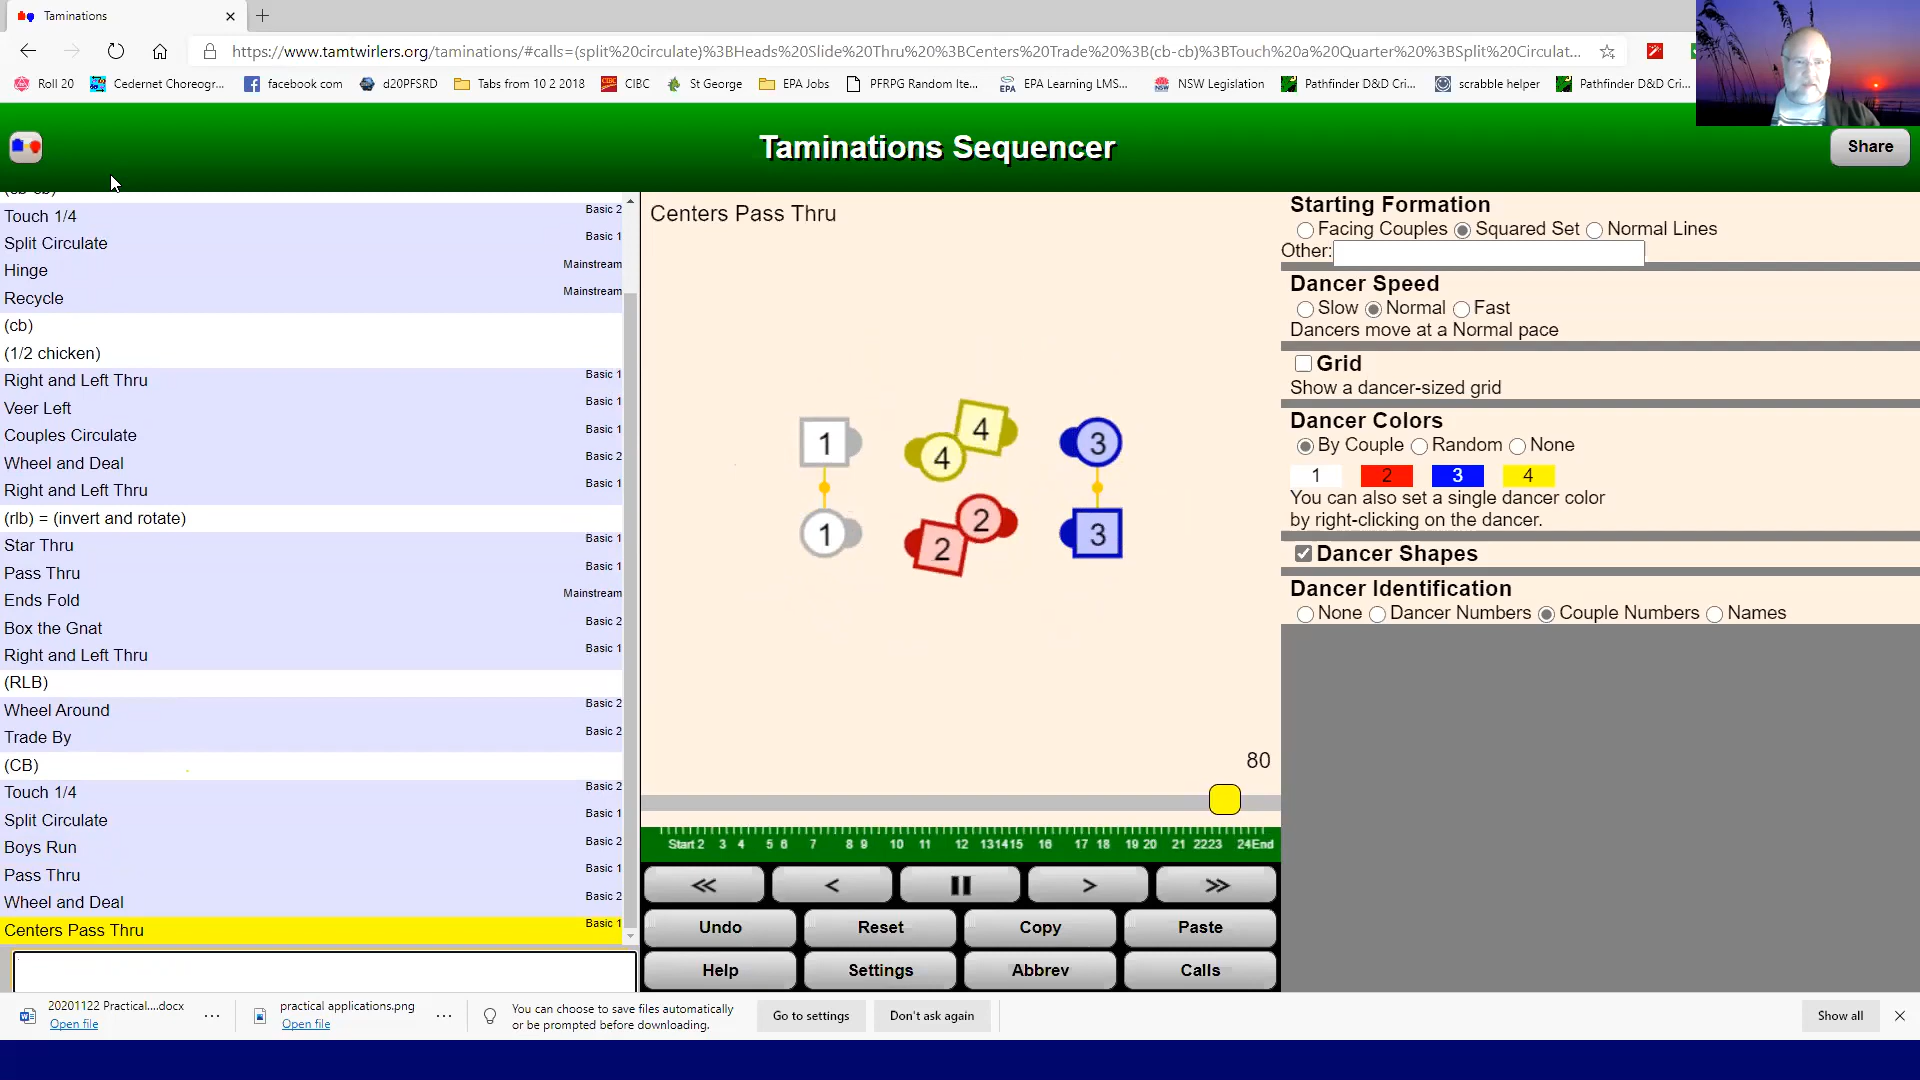 Taminations
https://www.tamtwirlers.org/taminations/#calls=(split%20circulate)%3BHeads%20Slide%20Thru%20%3BCenters%20Trade%20%3B(cb-cb)%3BTouch%20a%20Quarter%20%3BSplit%20Circulat...
Roll 20 Cedernet Choreogr... facebook.com d20PFSRD Tabs from 10 2 2018 CIBC St George EPA Jobs PFRPG Random Ite... EPA Learning LMS... NSW Legislation Pathfinder D&D Cri... scrabble helper Pathfinder D&D Cri...
Taminations Sequencer
Share
Touch 1/4 Basic 2
Split Circulate Basic 1
Hinge Mainstream
Recycle Mainstream
(cb)
(1/2 chicken)
Right and Left Thru Basic 1
Veer Left Basic 1
Couples Circulate Basic 1
Wheel and Deal Basic 2
Right and Left Thru Basic 1
(rlb) = (invert and rotate)
Star Thru Basic 1
Pass Thru Basic 1
Ends Fold Mainstream
Box the Gnat Basic 2
Right and Left Thru Basic 1
(RLB)
Wheel Around Basic 2
Trade By Basic 2
(CB)
Touch 1/4 Basic 2
Split Circulate Basic 1
Boys Run Basic 2
Pass Thru Basic 1
Wheel and Deal Basic 2
Centers Pass Thru Basic 1
Centers Pass Thru
1 4 4 3
1 2 2 3
80
Start 2 3 4 5 6 7 8 9 10 11 12 13 14 15 16 17 18 19 20 21 22 23 24 End
<< < > >>
Undo Reset Copy Paste
Help Settings Abbrev Calls
Starting Formation
Facing Couples Squared Set Normal Lines
Other:
Dancer Speed
Slow Normal Fast
Dancers move at a Normal pace
Grid
Show a dancer-sized grid
Dancer Colors
By Couple Random None
1 2 3 4
You can also set a single dancer color
by right-clicking on the dancer.
Dancer Shapes
Dancer Identification
None Dancer Numbers Couple Numbers Names
20201122 Practical....docx
Open file
practical applications.png
Open file
You can choose to save files automatically
or be prompted before downloading.
Go to settings Don't ask again
Show all